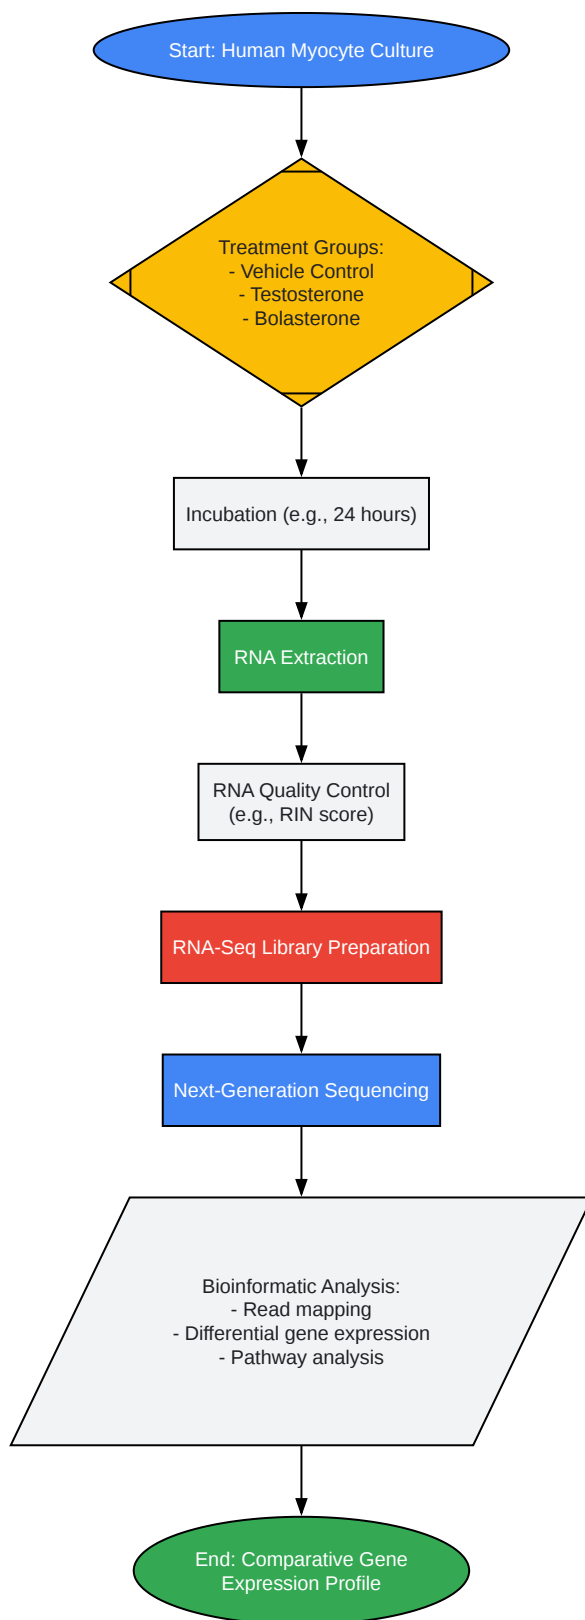 Start: Human Myocyte Culture
Treatment Groups:
- Vehicle Control
- Testosterone
- Bolasterone
Incubation (e.g., 24 hours)
RNA Extraction
RNA Quality Control
(e.g., RIN score)
RNA-Seq Library Preparation
Next-Generation Sequencing
Bioinformatic Analysis:
- Read mapping
- Differential gene expression
- Pathway analysis
End: Comparative Gene
Expression Profile